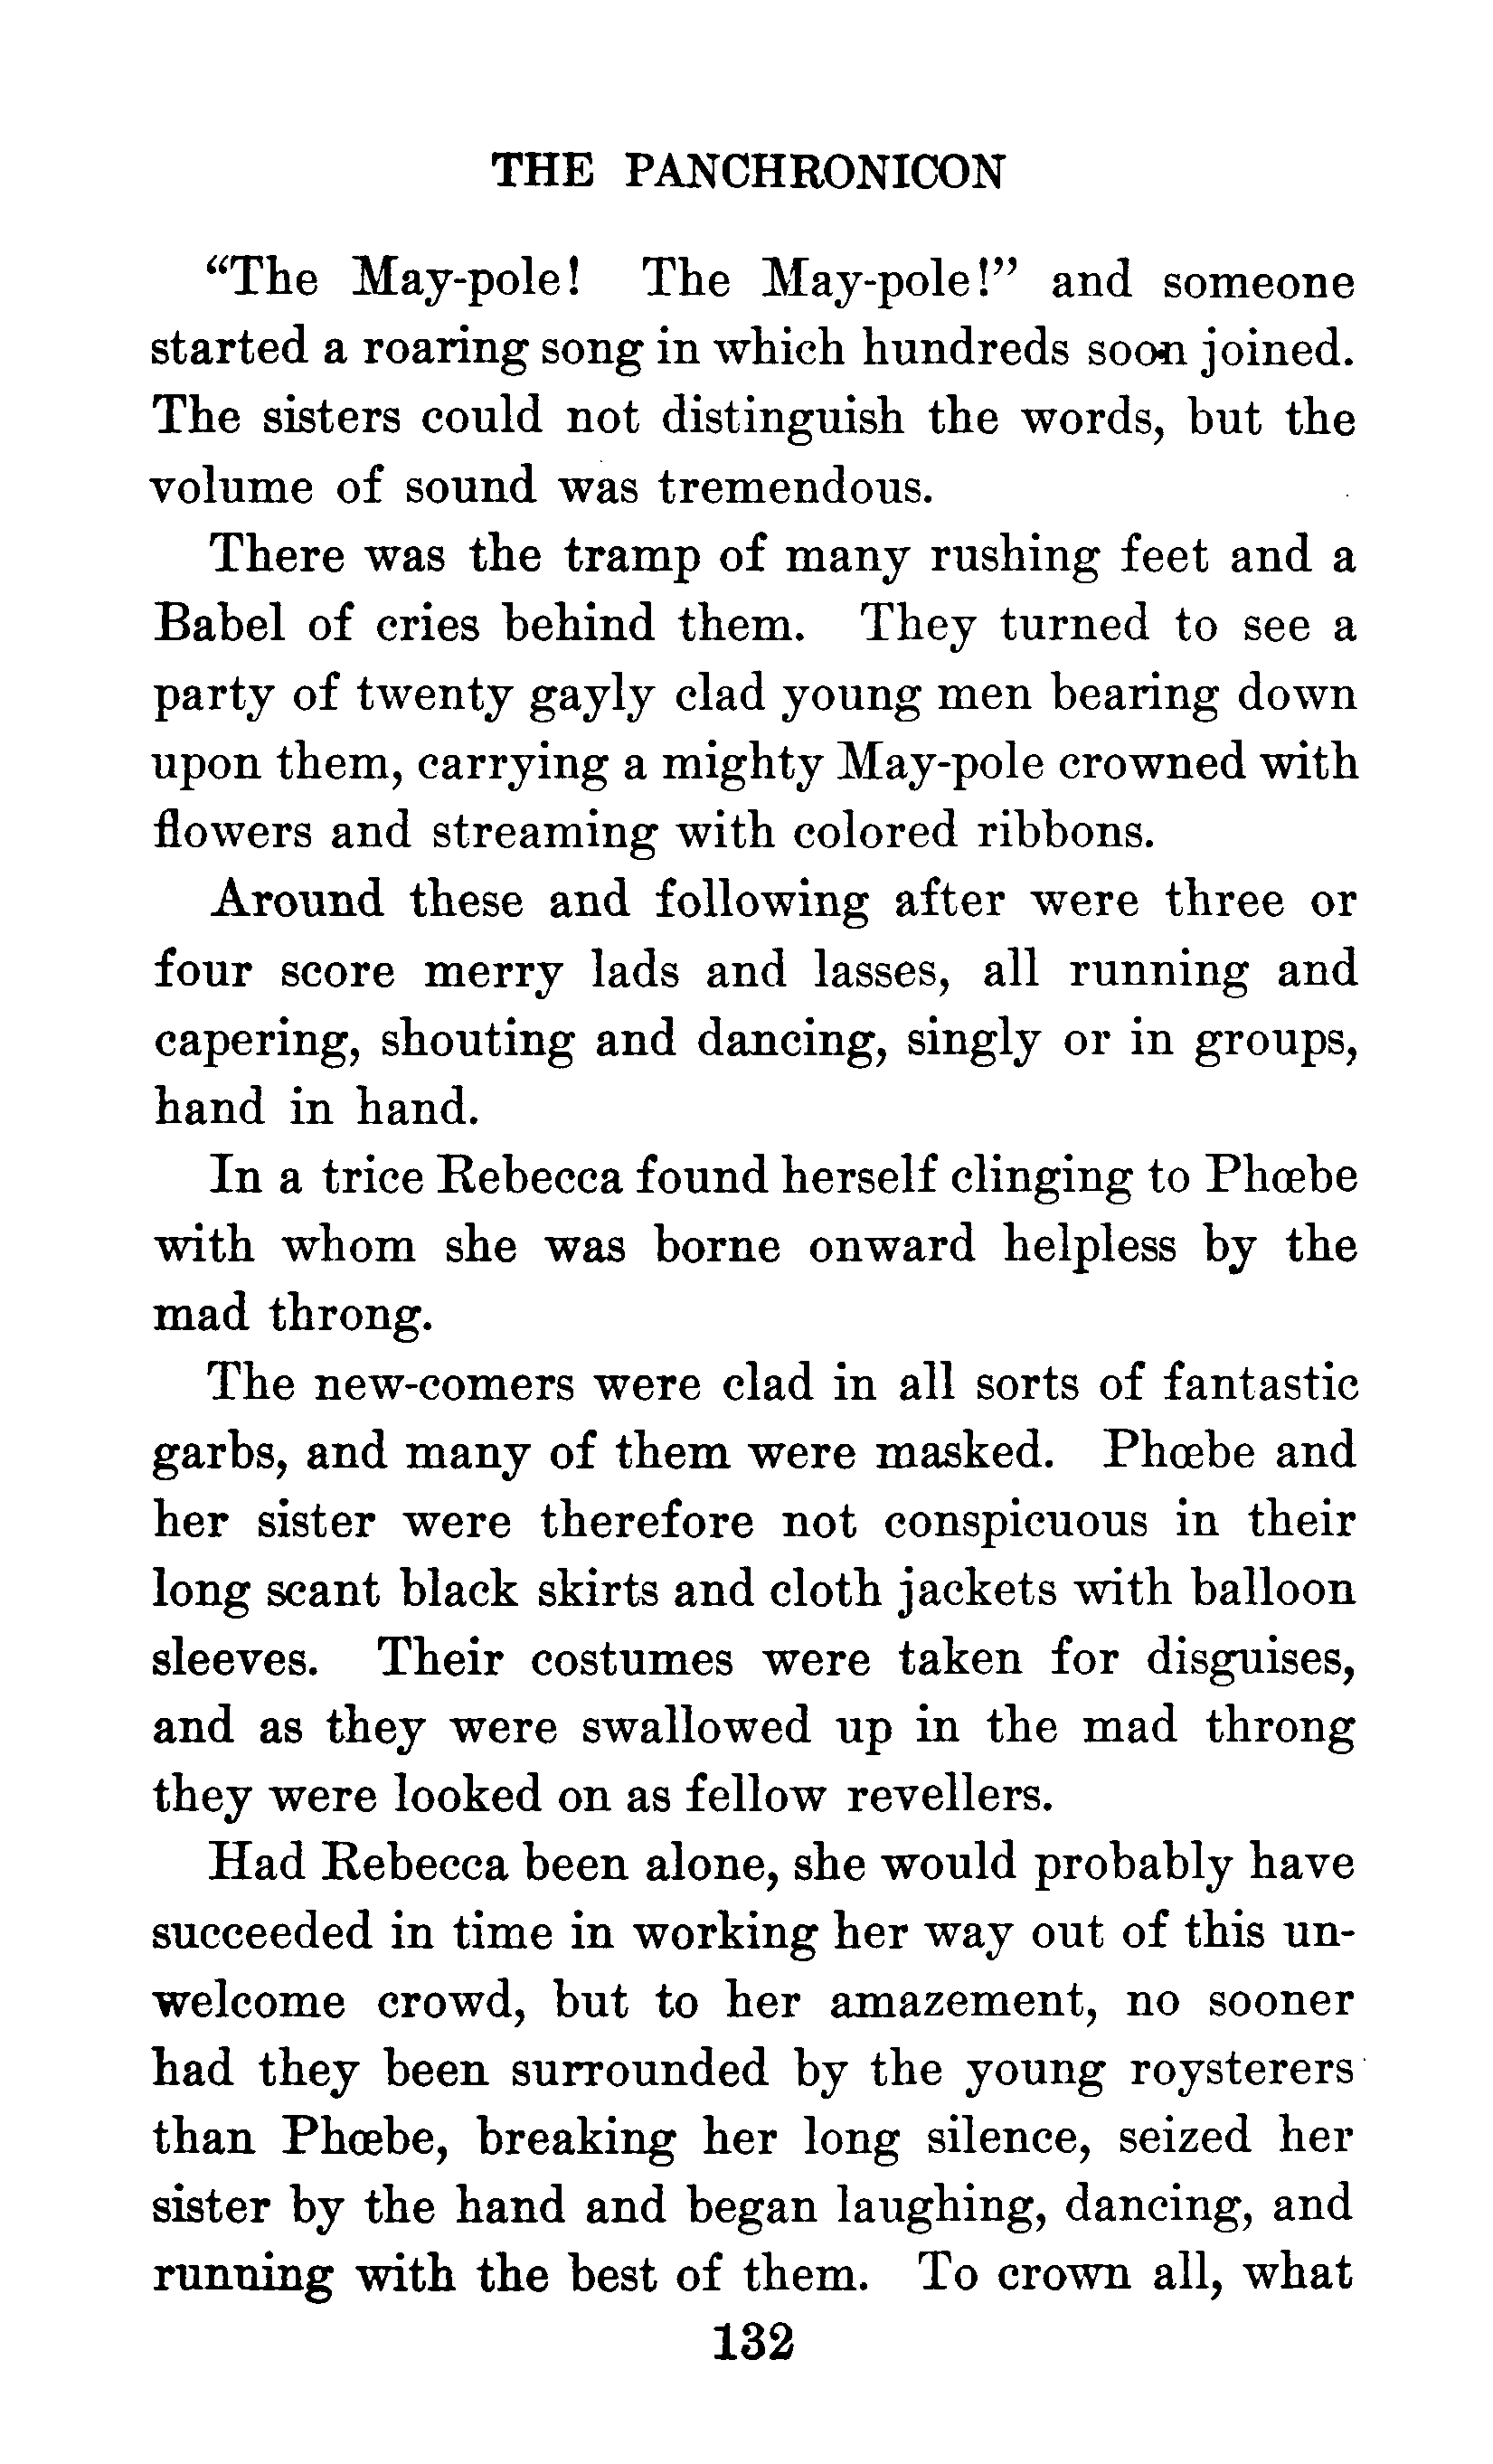 THE PANCHRONICON
“The May-pole! The May-pole!” and someone
started a roaring song in which hundreds soon joined.
The sisters could not distinguish the words, but the
volume of sound was tremendous.
There was the tramp of many rushing feet and a
Babel of cries behind them. They turned to see a
party of twenty gayly clad young men bearing down
upon them, carrying a mighty May-pole crowned with
flowers and streaming with colored ribbons.
Around these and following after were three or
four score merry lads and lasses, all running and
capering, shouting and dancing, singly or in groups,
hand in hand.
In a trice Rebecca found herself clinging to Phœbe
with whom she was borne onward helpless by the
mad throng.
The new-comers were clad in all sorts of fantastic
garbs, and many of them were masked. Phœbe and
her sister were therefore not conspicuous in their
long scant black skirts and cloth jackets with balloon
sleeves. Their costumes were taken for disguises,
and as they were swallowed up in the mad throng
they were looked on as fellow revellers.
Had Rebecca been alone, she would probably have
succeeded in time in working her way out of this un-
welcome crowd, but to her amazement, no sooner
had they been surrounded by the young roysterers
than Phœbe, breaking her long silence, seized her
sister by the hand and began laughing, dancing, and
running with the best of them. To crown all, what
132